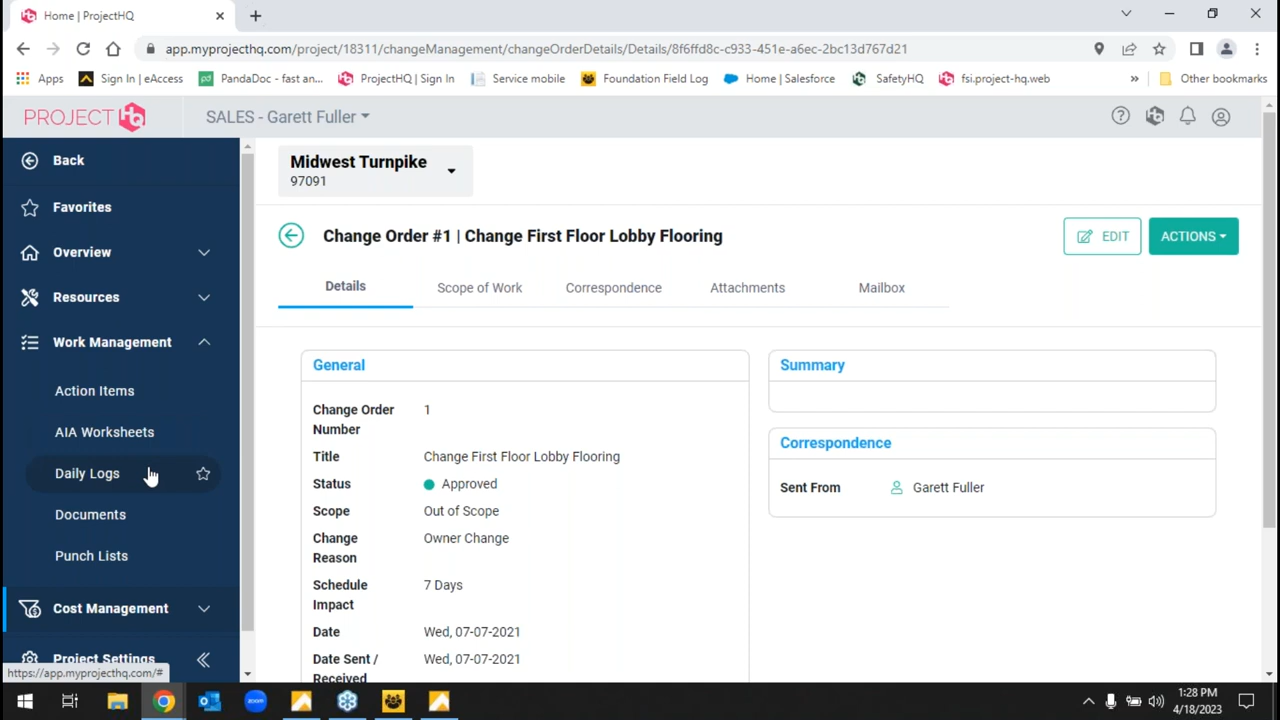 Home | ProjectHQ
app.myprojecthq.com/project/18311/changeManagement/changeOrderDetails/Details/8f6ffd8c-c933-451e-a6ec-2bc13d767d21
Apps Sign In | eAccess PandaDoc - fast an... ProjectHQ | Sign In Service mobile Foundation Field Log Home | Salesforce SafetyHQ fsi.project-hq.web » Other bookmarks
PROJECT HQ SALES - Garett Fuller
Back
Favorites
Overview
Resources
Work Management
Action Items
AIA Worksheets
Daily Logs
Documents
Punch Lists
Cost Management
Project Settings
https://app.myprojecthq.com/#
Midwest Turnpike
97091
Change Order #1 | Change First Floor Lobby Flooring
EDIT ACTIONS
Details Scope of Work Correspondence Attachments Mailbox
General
Change Order Number 1
Title Change First Floor Lobby Flooring
Status Approved
Scope Out of Scope
Change Reason Owner Change
Schedule Impact 7 Days
Date Wed, 07-07-2021
Date Sent / Received Wed, 07-07-2021
Summary
Correspondence
Sent From Garett Fuller
zoom
1:28 PM
4/18/2023